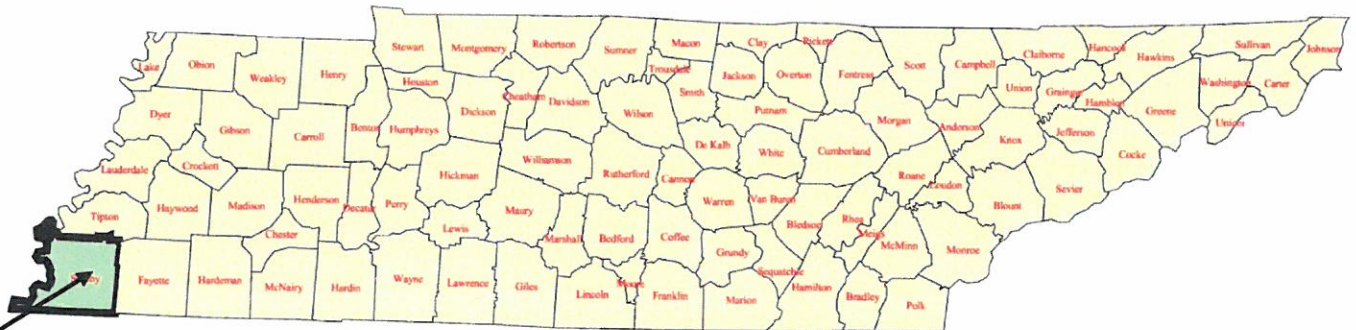 Stewart
Montgomery
Robertson
Sumner
Macon
Clay
Pickett
Scott
Campbell
Claiborne
Hancock
Hawkins
Sullivan
Johnson
Lake
Obion
Weakley
Henry
Houston
Trousdale
Jackson
Overton
Fentress
Union
Grainger
Washington
Carter
Dickson
Cheatham
Davidson
Smith
Hamblen
Greene
Dyer
Gibson
Carroll
Benton
Humphreys
Wilson
Putnam
Morgan
Anderson
Knox
Jefferson
Unicoi
Lauderdale
Crockett
Williamson
De Kalb
White
Cumberland
Cocke
Hickman
Rutherford
Cannon
Roane
Loudon
Blount
Sevier
Tipton
Haywood
Madison
Henderson
Decatur
Perry
Maury
Warren
Van Buren
Lewis
Chester
Marshall
Bedford
Coffee
Bledsoe
Rhea
Meigs
McMinn
Monroe
Grundy
Sequatchie
Fayette
Hardeman
McNairy
Hardin
Wayne
Lawrence
Giles
Lincoln
Moore
Franklin
Marion
Hamilton
Bradley
Polk